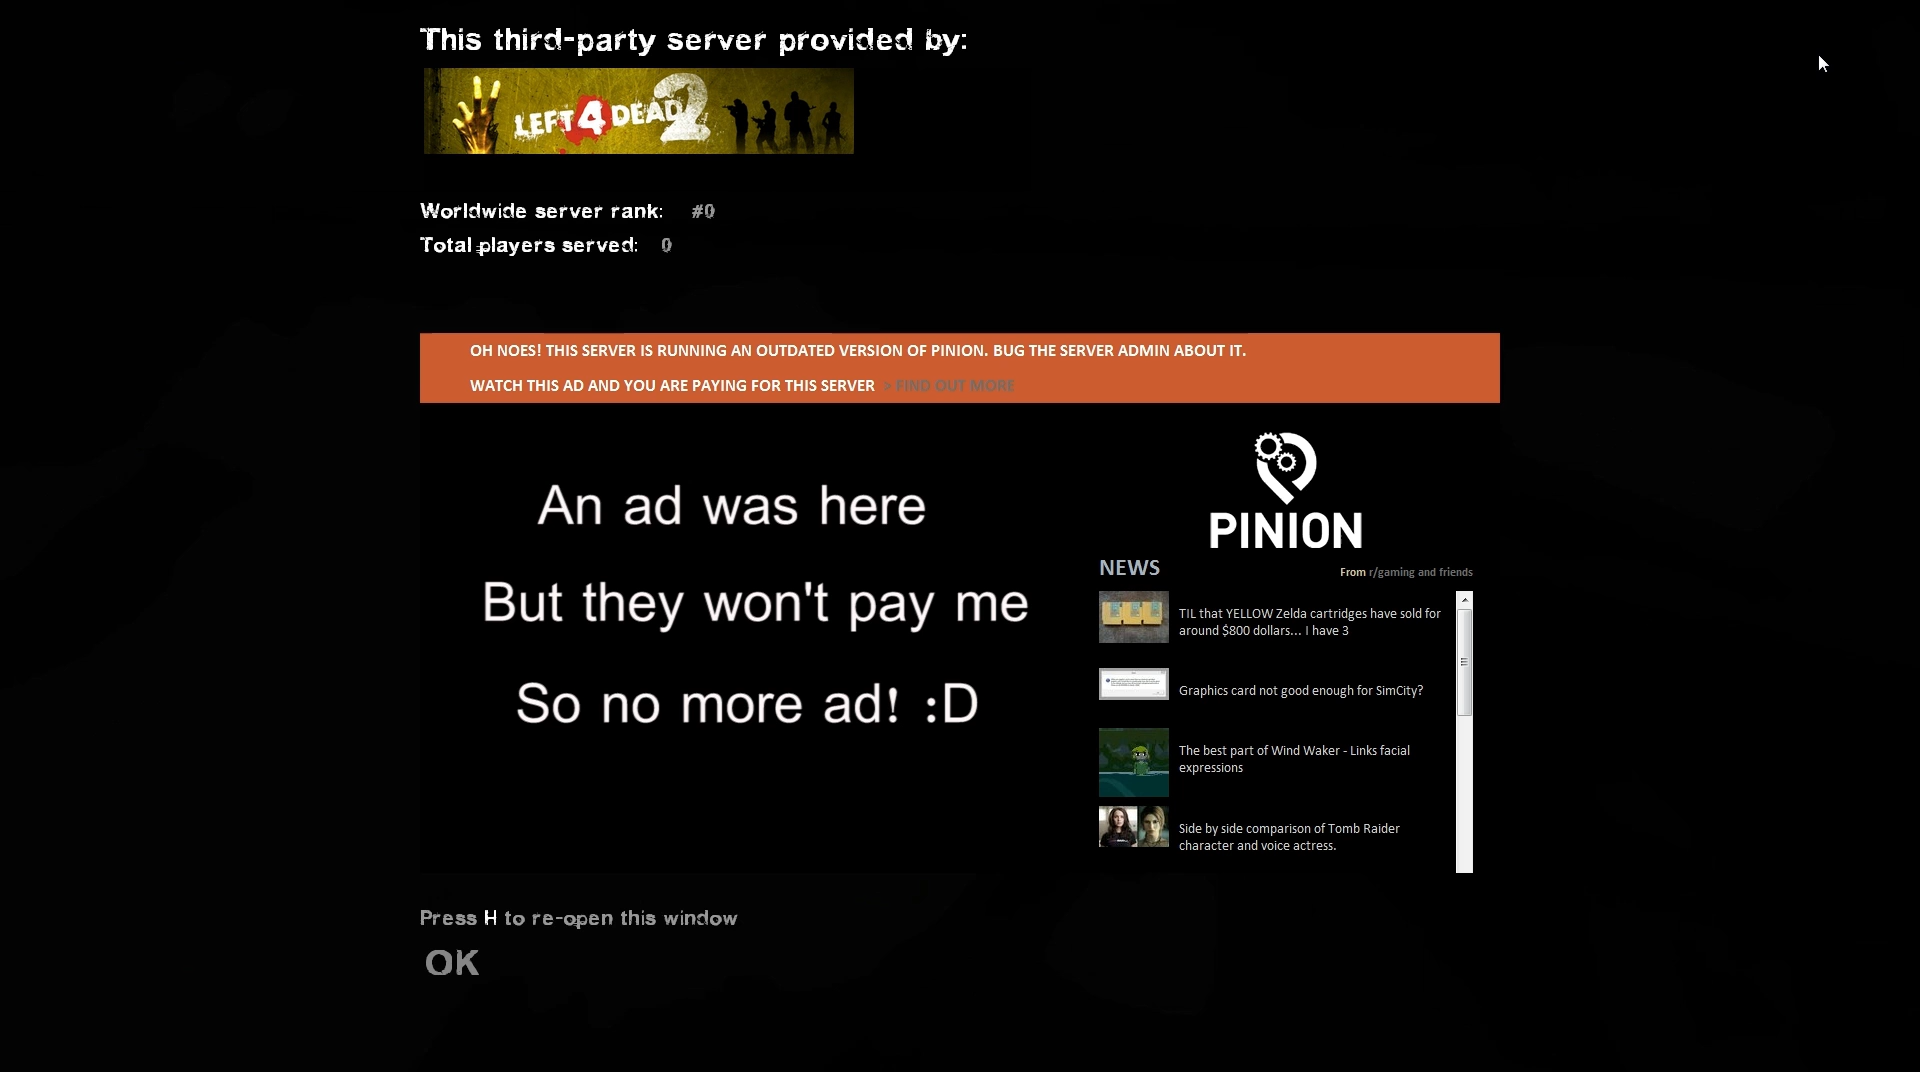 This third-party server provided by:
LEFT 4 DEAD 2
Worldwide server rank: #0
Total players served: 0
OH NOES! THIS SERVER IS RUNNING AN OUTDATED VERSION OF PINION. BUG THE SERVER ADMIN ABOUT IT.
WATCH THIS AD AND YOU ARE PAYING FOR THIS SERVER > FIND OUT MORE
An ad was here
But they won't pay me
So no more ad! :D
PINION
NEWS
From r/gaming and friends
TIL that YELLOW Zelda cartridges have sold for
around $800 dollars... I have 3
Graphics card not good enough for SimCity?
The best part of Wind Waker - Links facial
expressions
Side by side comparison of Tomb Raider
character and voice actress.
Press H to re-open this window
OK